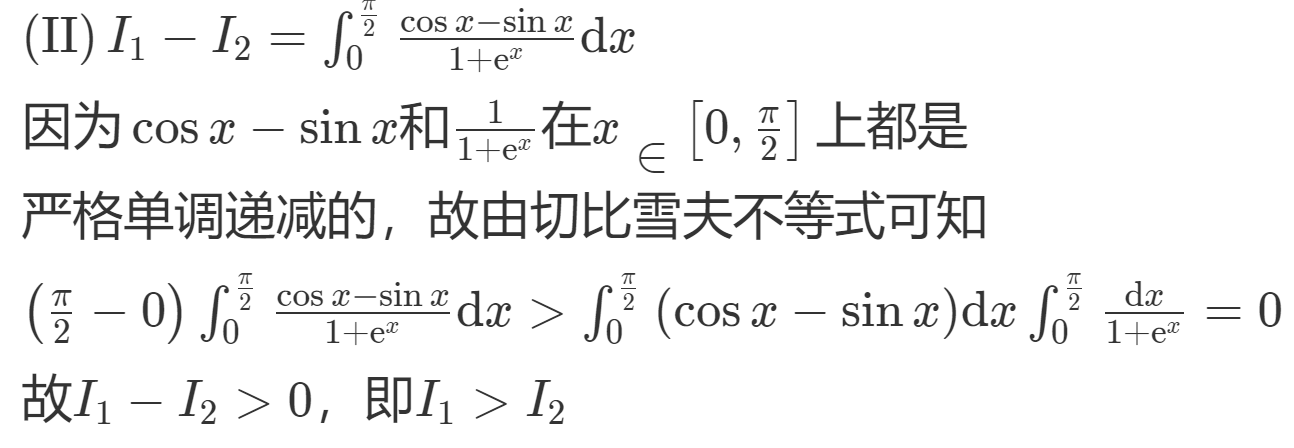 (II) $I_1 - I_2 = \int_0^{\frac{\pi}{2}} \frac{\cos x - \sin x}{1+\mathrm{e}^x} \mathrm{d}x$
因为 $\cos x - \sin x$和$\frac{1}{1+\mathrm{e}^x}$在$x \in \left[0, \frac{\pi}{2}\right]$上都是
严格单调递减的，故由切比雪夫不等式可知
$\left(\frac{\pi}{2} - 0\right) \int_0^{\frac{\pi}{2}} \frac{\cos x - \sin x}{1+\mathrm{e}^x} \mathrm{d}x > \int_0^{\frac{\pi}{2}} (\cos x - \sin x) \mathrm{d}x \int_0^{\frac{\pi}{2}} \frac{\mathrm{d}x}{1+\mathrm{e}^x} = 0$
故$I_1 - I_2 > 0$，即$I_1 > I_2$